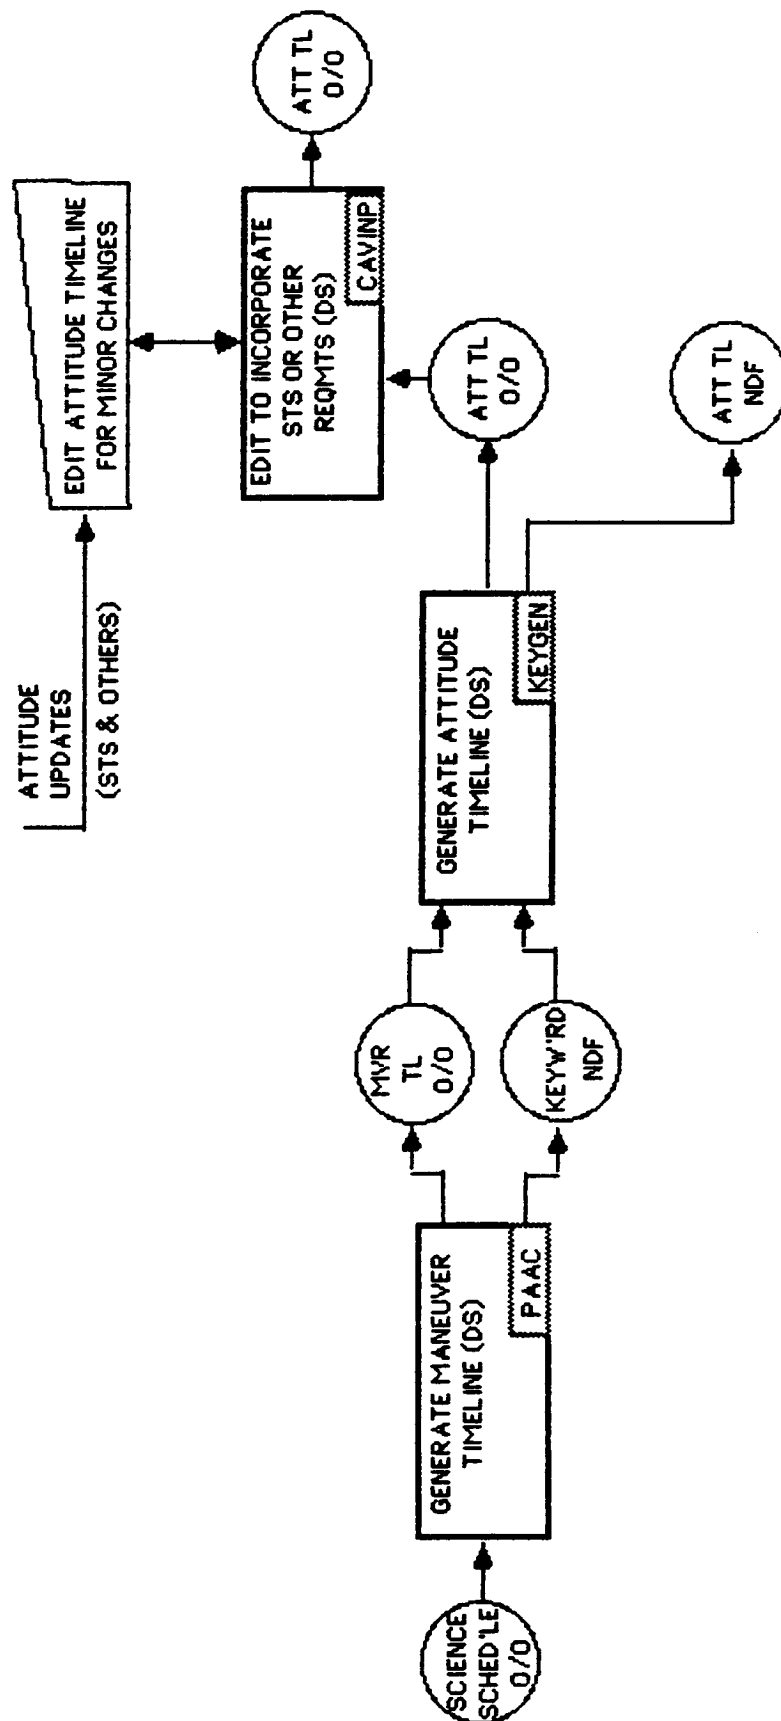 SCIENCE
SCHED'LE
O/O
GENERATE MANEUVER
TIMELINE (DS)
PAAC
MVR
TL
O/O
KEYW'RD
NDF
GENERATE ATTITUDE
TIMELINE (DS)
KEYGEN
ATTITUDE
UPDATES
(STS & OTHERS)
EDIT ATTITUDE TIMELINE
FOR MINOR CHANGES
EDIT TO INCORPORATE
STS OR OTHER
REQMTS (DS)
CAVINP
ATT TL
O/O
ATT TL
O/O
ATT TL
NDF